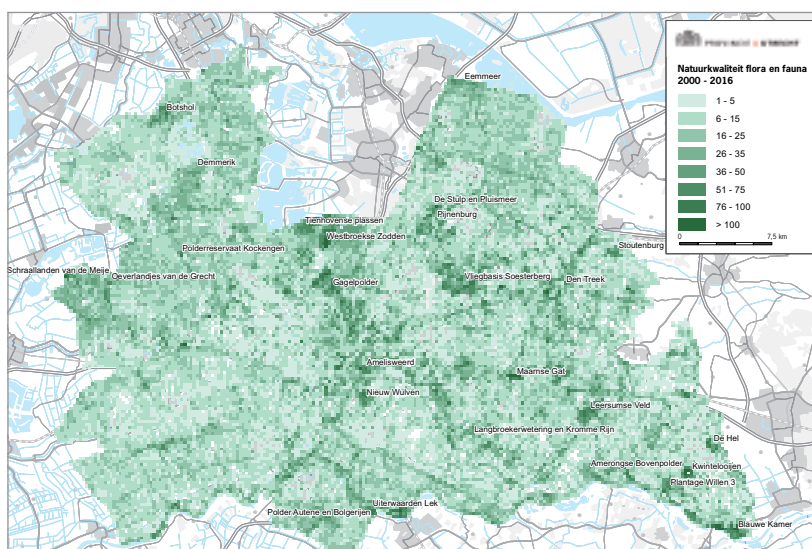 Natuurkwaliteit flora en fauna
2000 - 2016
1 - 5
6 - 15
16 - 25
26 - 35
36 - 50
51 - 75
76 - 100
> 100
0 7,5 km
Eemmeer
Botshol
Demmerik
De Stulp en Pluismeer
Pijnenburg
Tienhovense plassen
Westbroekse Zodden
Polderreservaat Kockengen
Stoutenburg
Schraallanden van de Meije
Oeverlandjes van de Grecht
Gagelpolder
Vliegbasis Soesterberg
Den Treek
Amelisweerd
Maarnse Gat
Nieuw Wulven
Leersumse Veld
Langbroekerwetering en Kromme Rijn
De Hel
Amerongse Bovenpolder
Kwintelooijen
Plantage Willen 3
Uiterwaarden Lek
Polder Autene en Bolgerijen
Blauwe Kamer